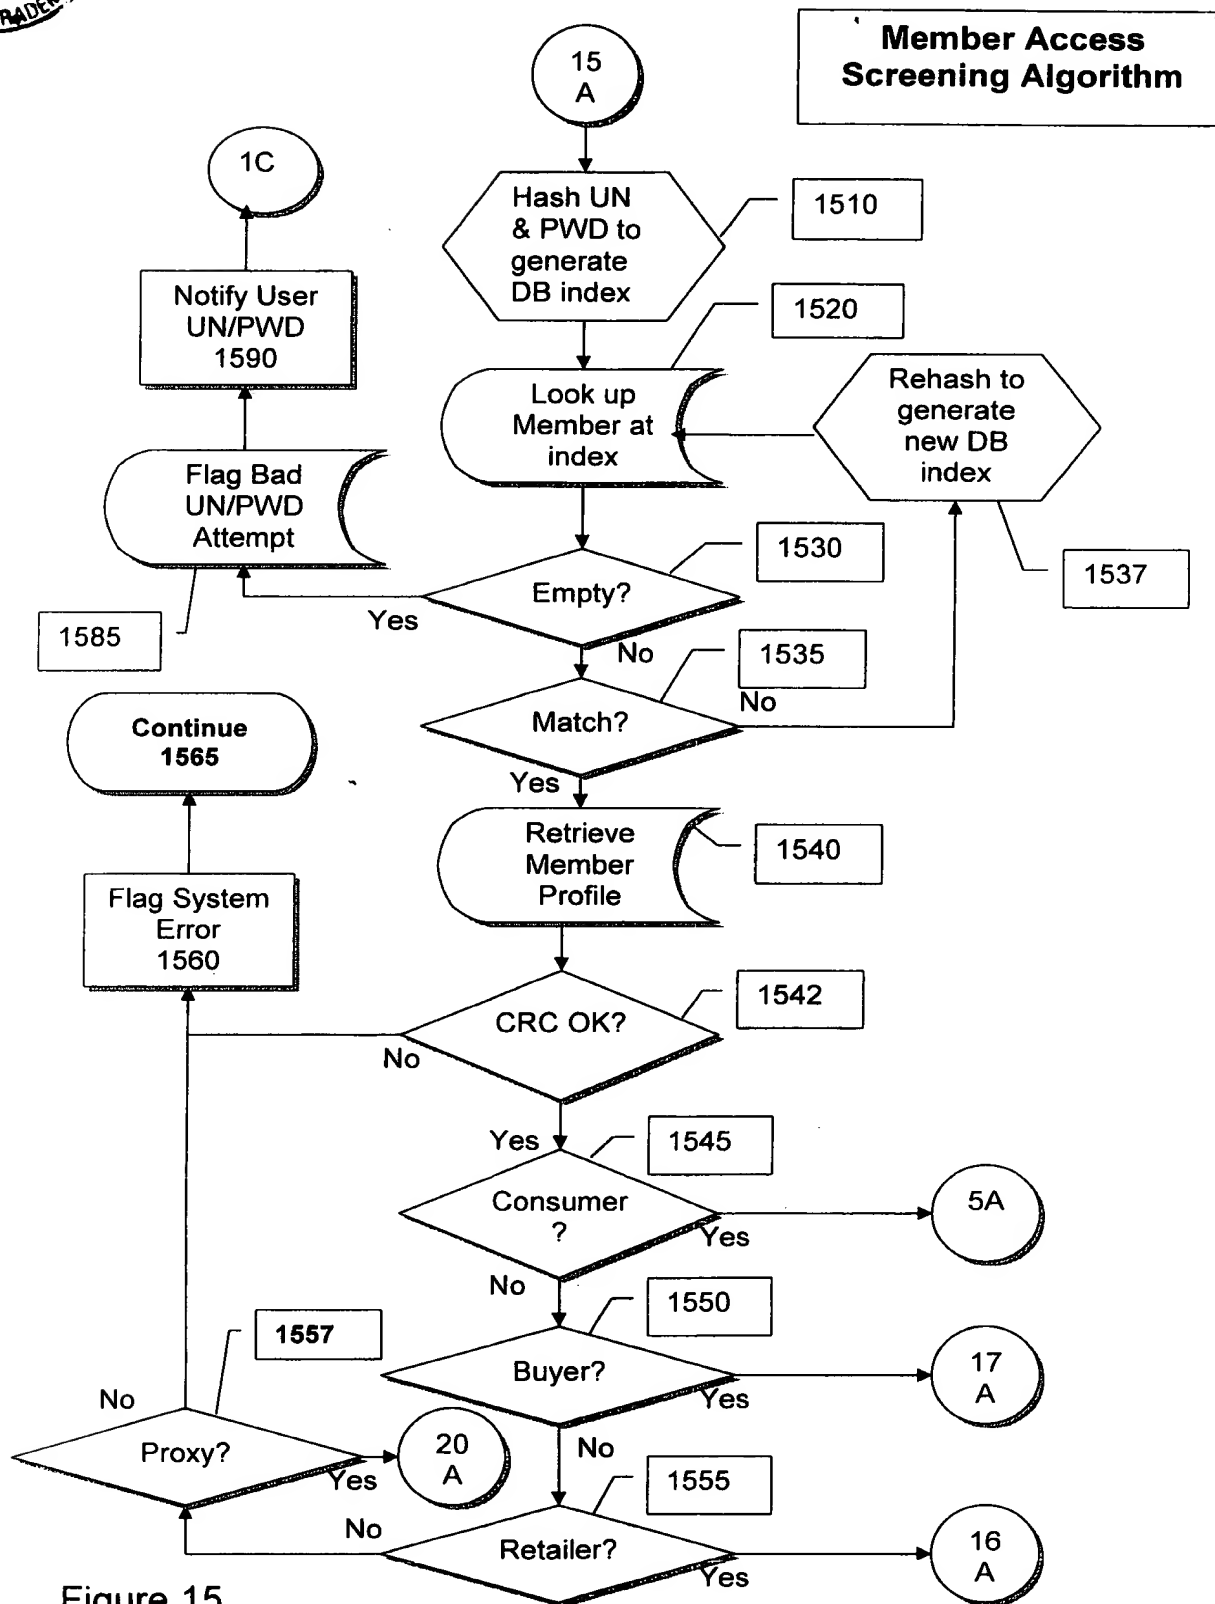 Member Access
Screening Algorithm
15
A
1C
Hash UN
& PWD to
generate
DB index
1510
Notify User
UN/PWD
1590
1520
Look up
Member at
index
Rehash to
generate
new DB
index
Flag Bad
UN/PWD
Attempt
1530
1537
Empty?
Yes
1585
No
1535
No
Match?
Continue
1565
Yes
Retrieve
Member
Profile
1540
Flag System
Error
1560
1542
CRC OK?
No
Yes
1545
Consumer
?
Yes
5A
No
1550
1557
Buyer?
Yes
17
A
No
Proxy?
Yes
20
A
No
1555
No
Retailer?
Yes
16
A
Figure 15